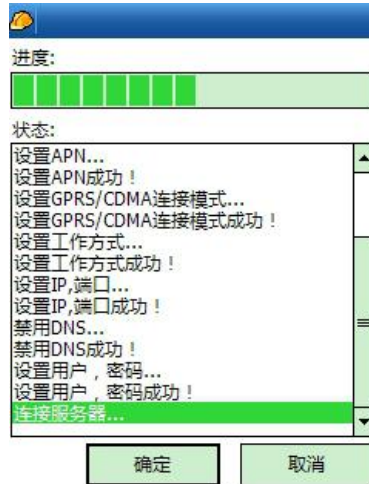 进度:
状态:
设置APN...
设置APN成功！
设置GPRS/CDMA连接模式...
设置GPRS/CDMA连接模式成功！
设置工作方式...
设置工作方式成功！
设置IP,端口...
设置IP,端口成功！
禁用DNS...
禁用DNS成功！
设置用户，密码...
设置用户，密码成功！
连接服务器...
确定 取消